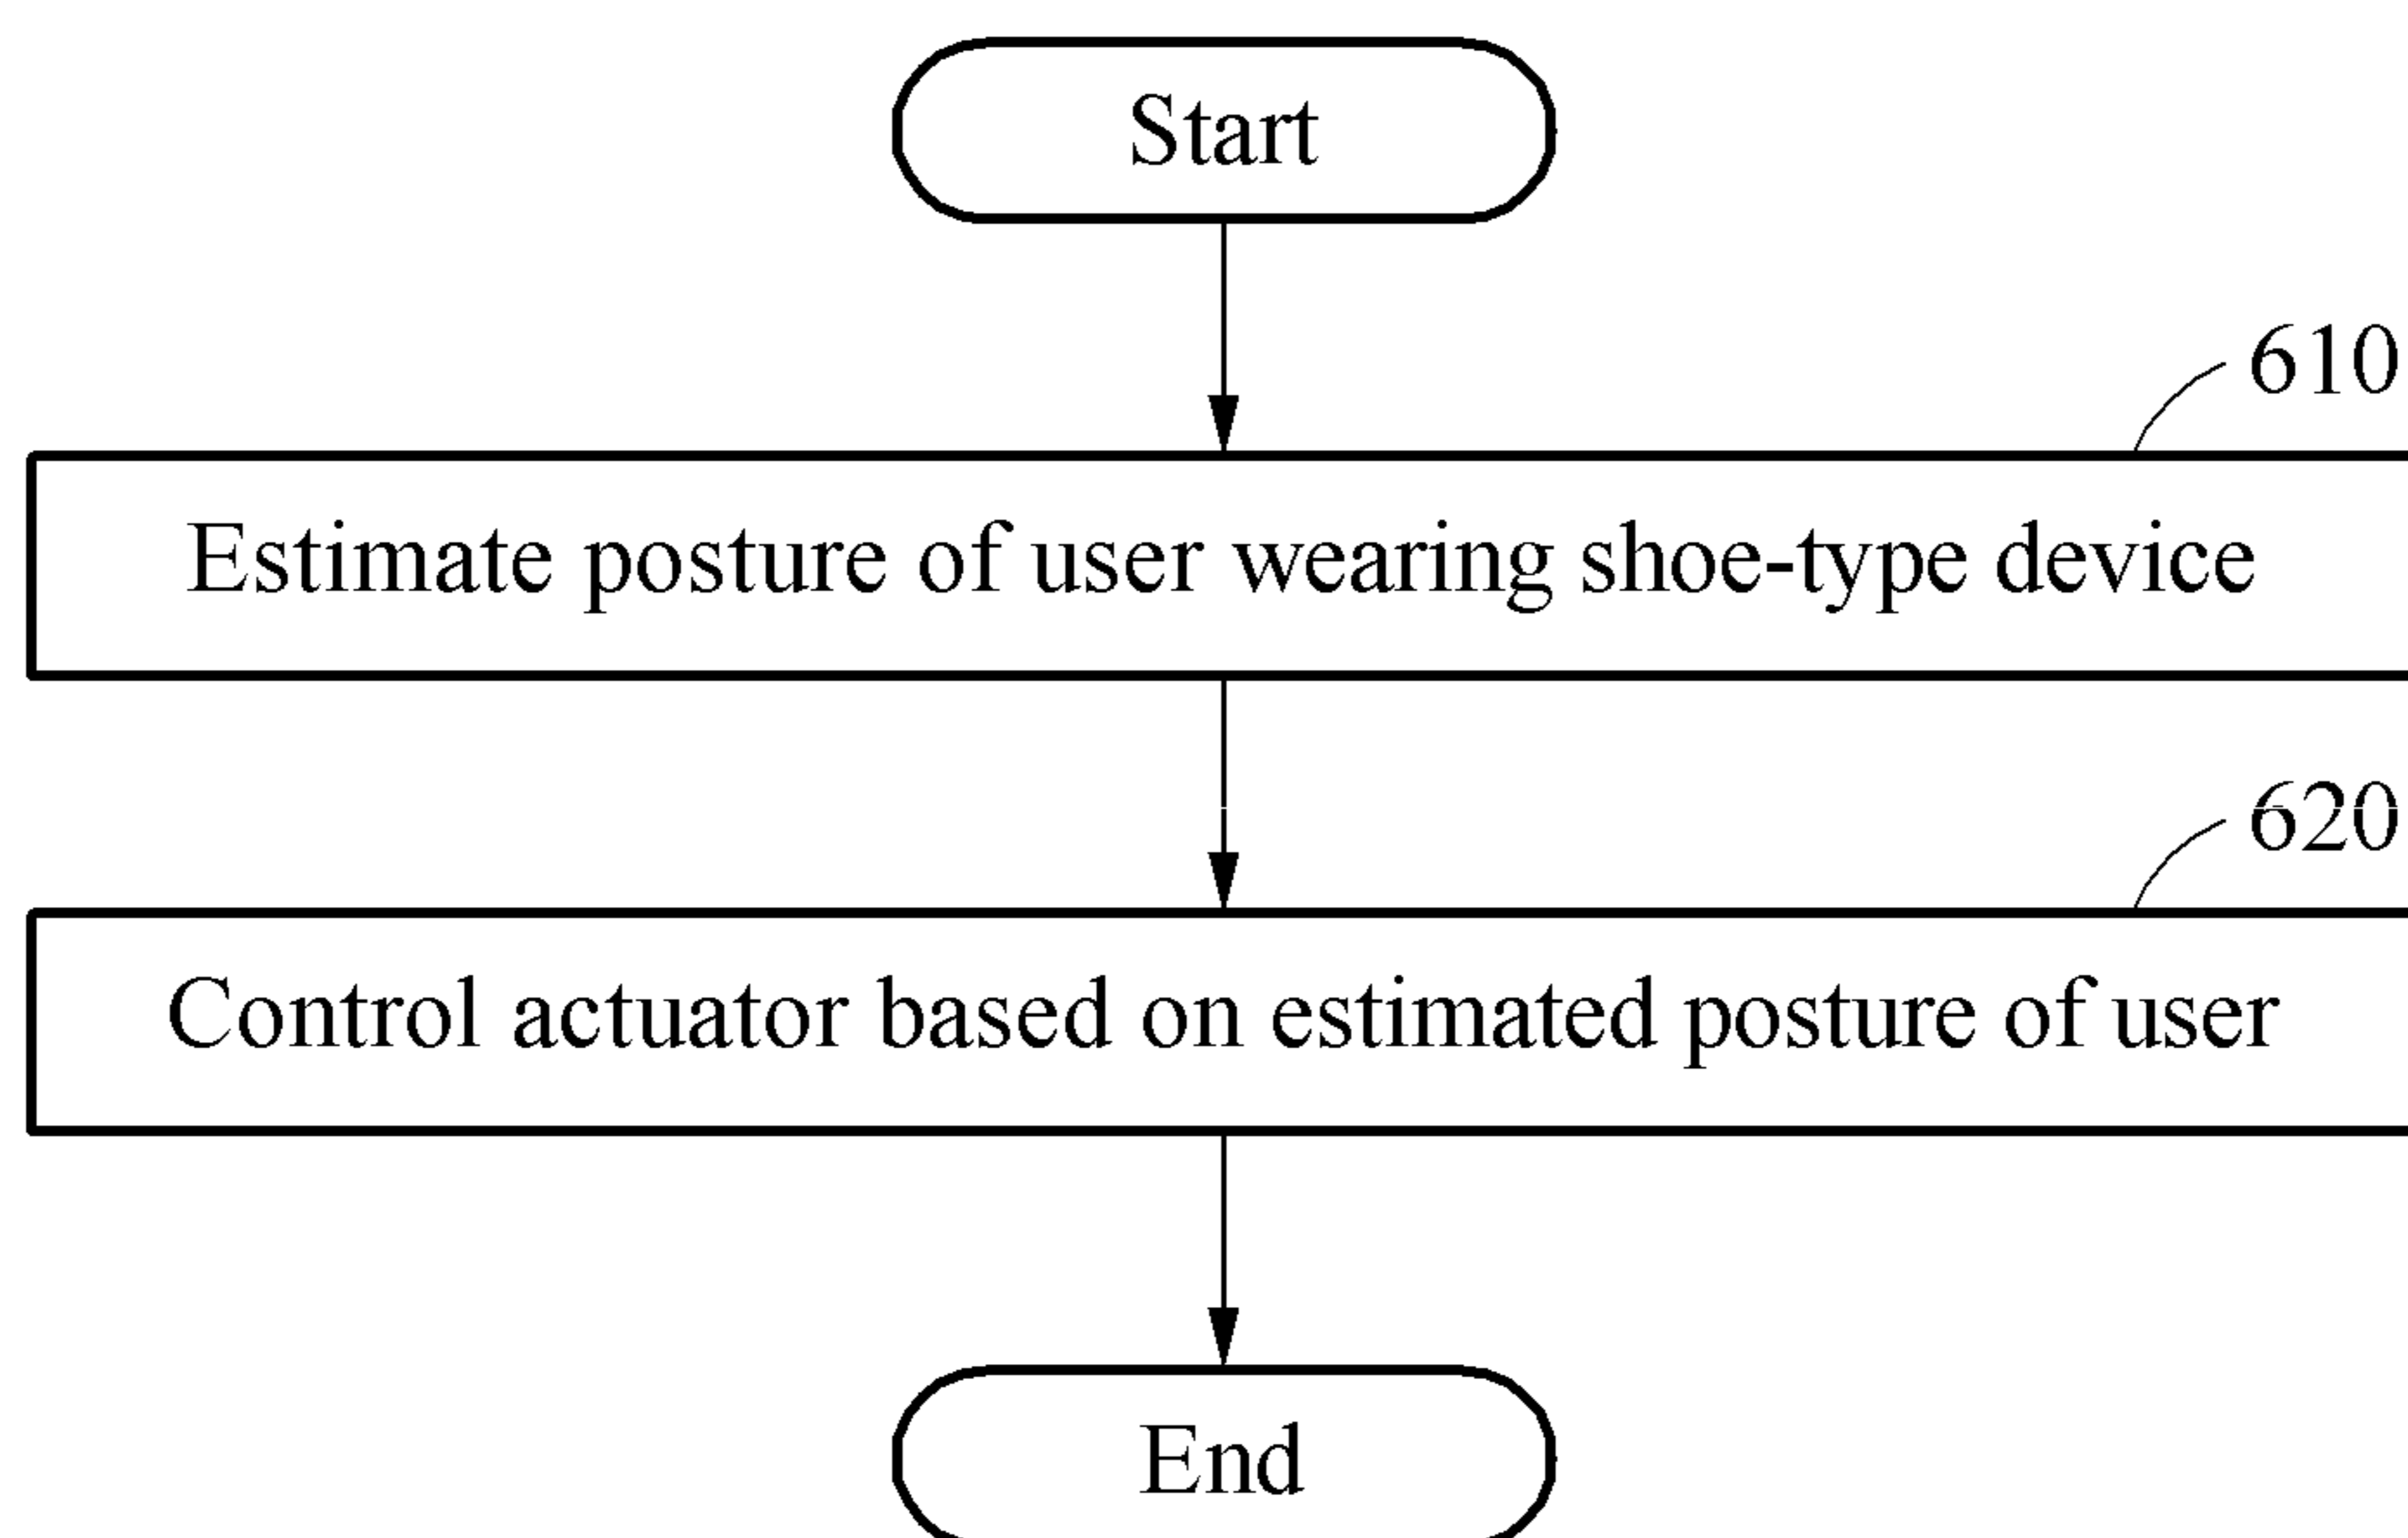 Start
610
Estimate posture of user wearing shoe-type device
620
Control actuator based on estimated posture of user
End